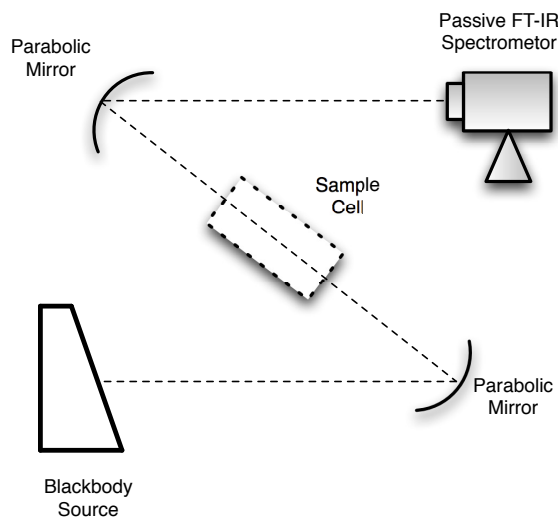 Passive FT-IR
Spectrometor
Parabolic
Mirror
Sample
Cell
Parabolic
Mirror
Blackbody
Source